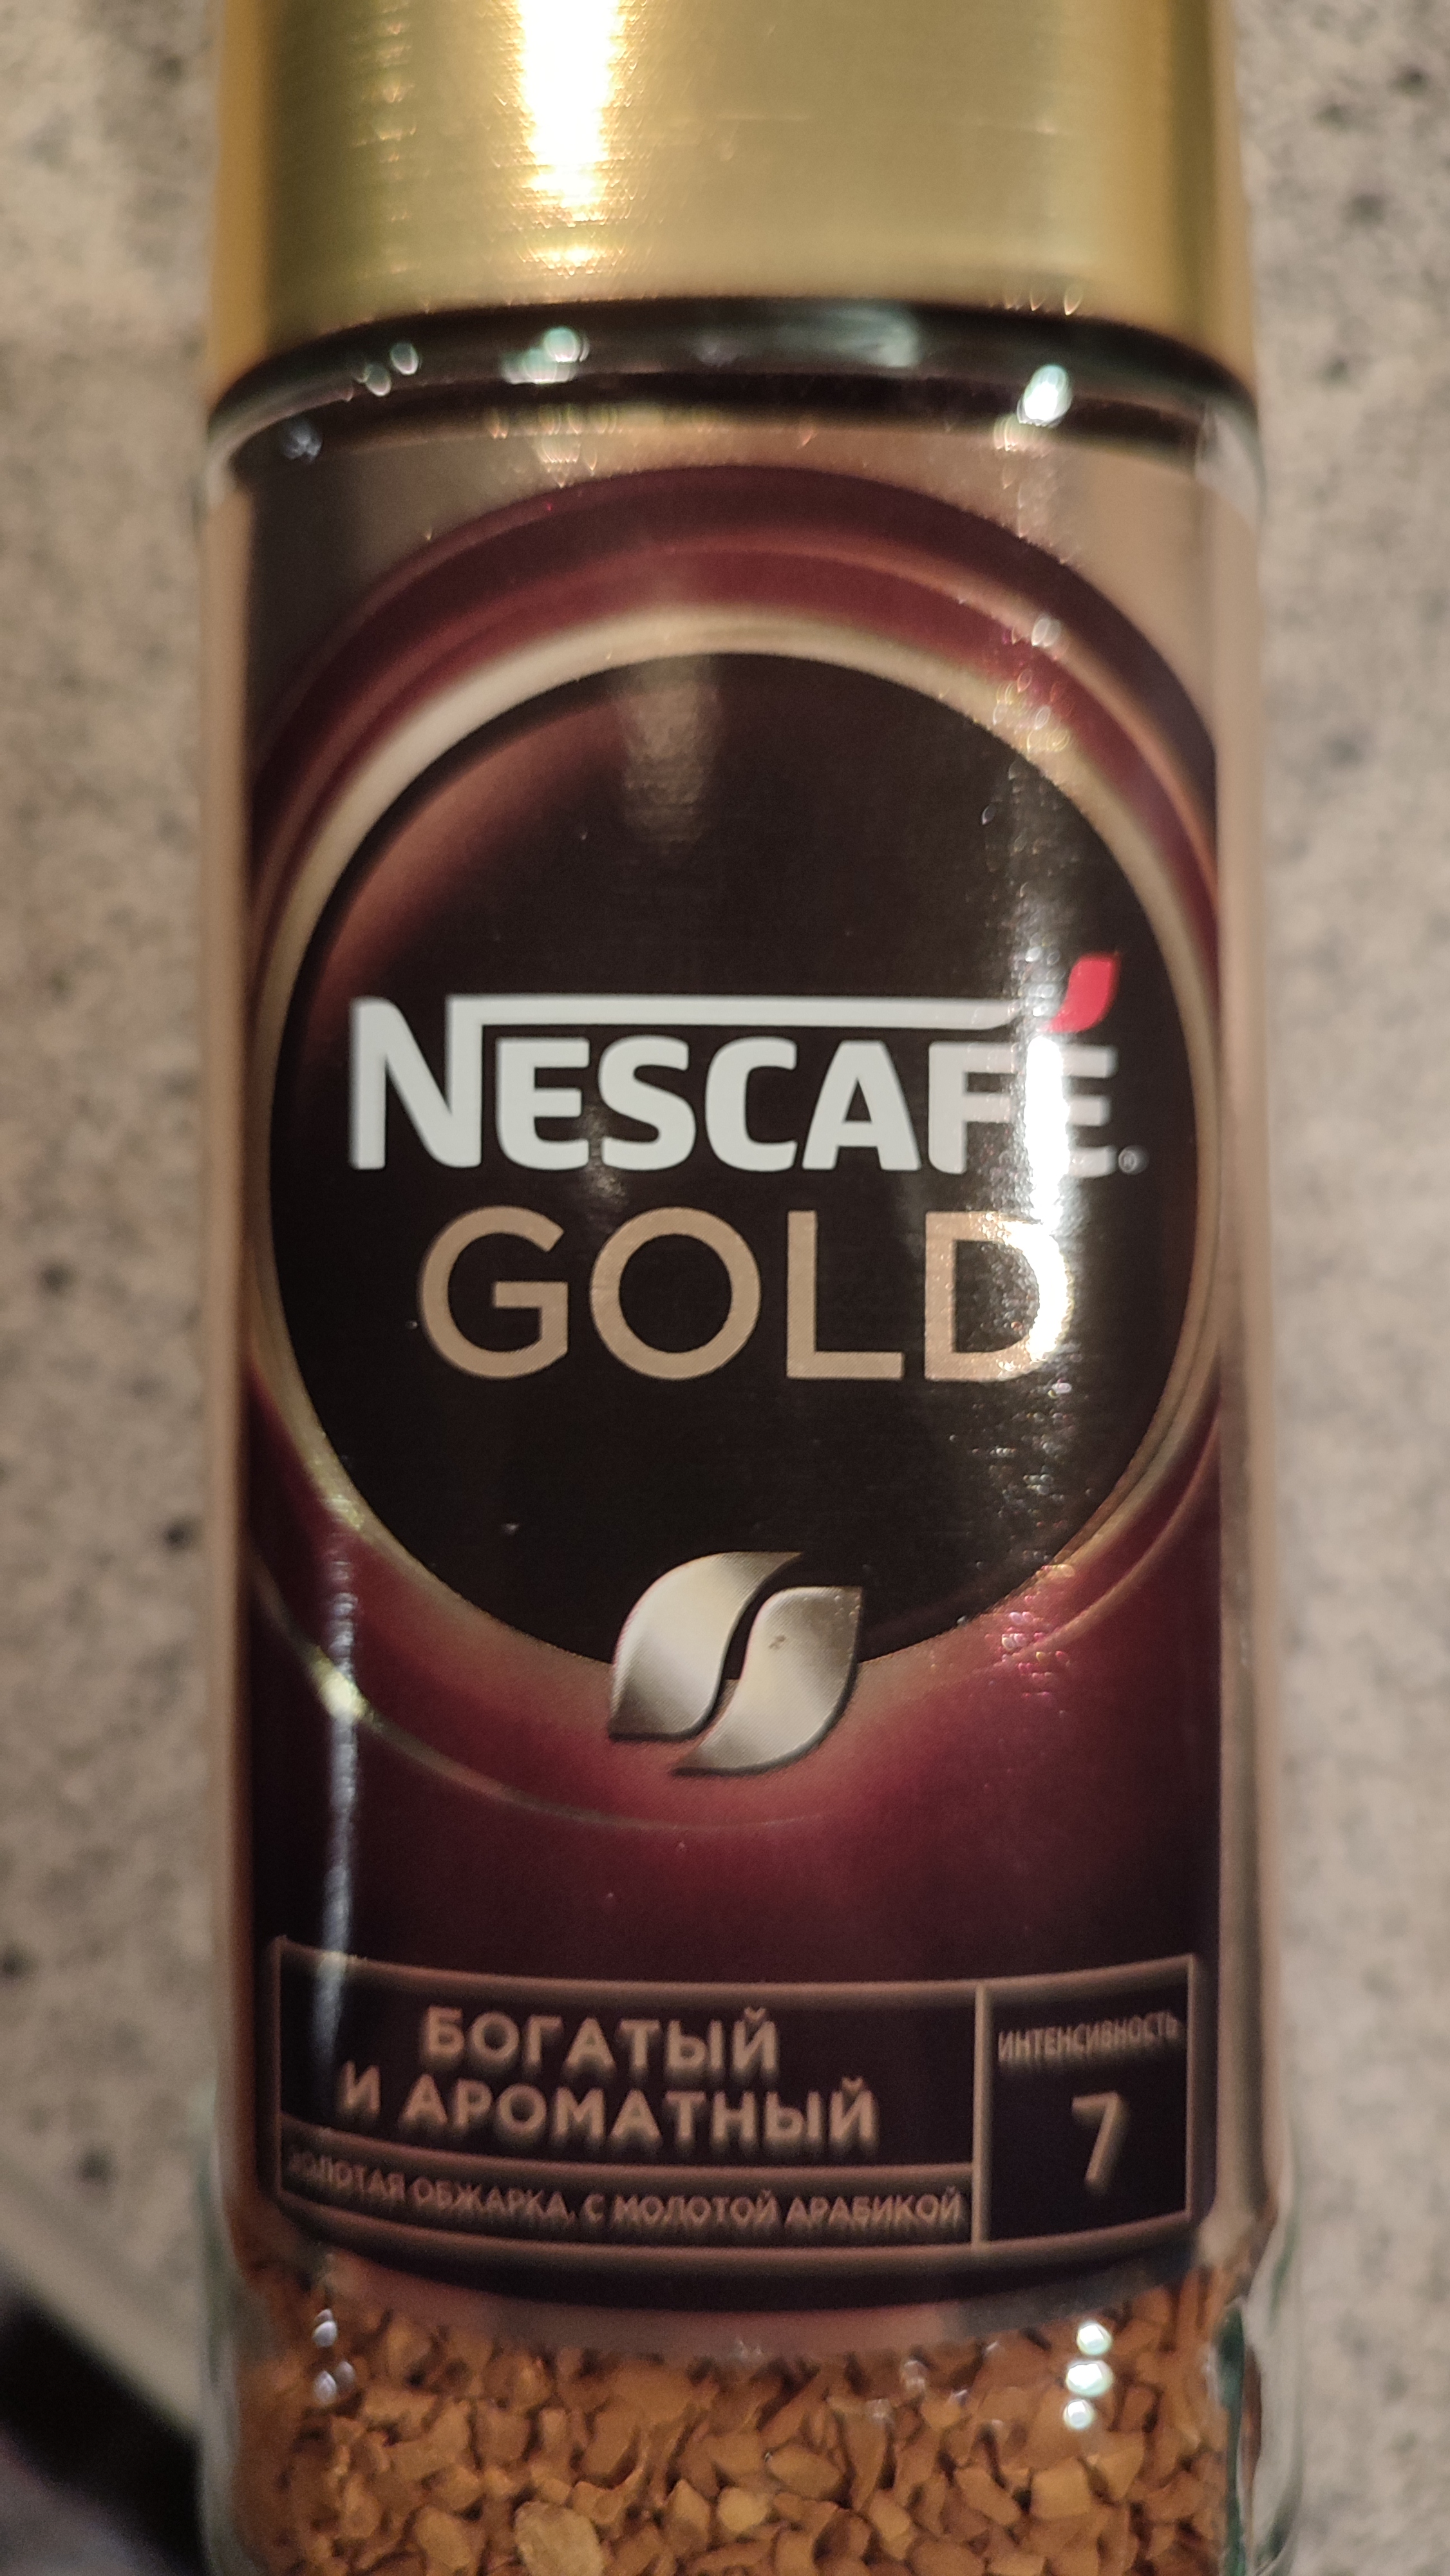 NESCAFÉ®
GOLD
БОГАТЫЙ
И АРОМАТНЫЙ
ЗОЛОТАЯ ОБЖАРКА, С МОЛОТОЙ АРАБИКОЙ
ИНТЕНСИВНОСТЬ
7